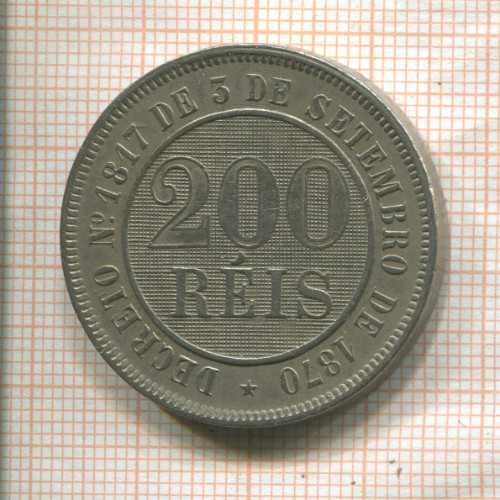 DECRETO Nº 1817 DE 3 DE SETEMBRO DE 1870
200
RÉIS